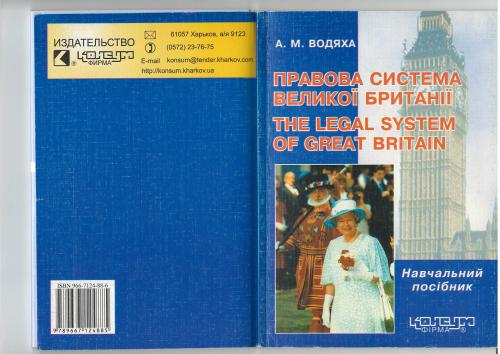 ИЗДАТЕЛЬСТВО
КОНСУМ
ФИРМА ®
61057 Харьков, а/я 9123
(0572) 23-76-75
E-mail konsum@tender.kharkov.com
http://konsum.kharkov.ua
ISBN 966-7124-88-6
9789667124885
А. М. ВОДЯХА
ПРАВОВА СИСТЕМА
ВЕЛИКОЇ БРИТАНІЇ
THE LEGAL SYSTEM
OF GREAT BRITAIN
Навчальний
посібник
КОНСУМ
ФІРМА ®